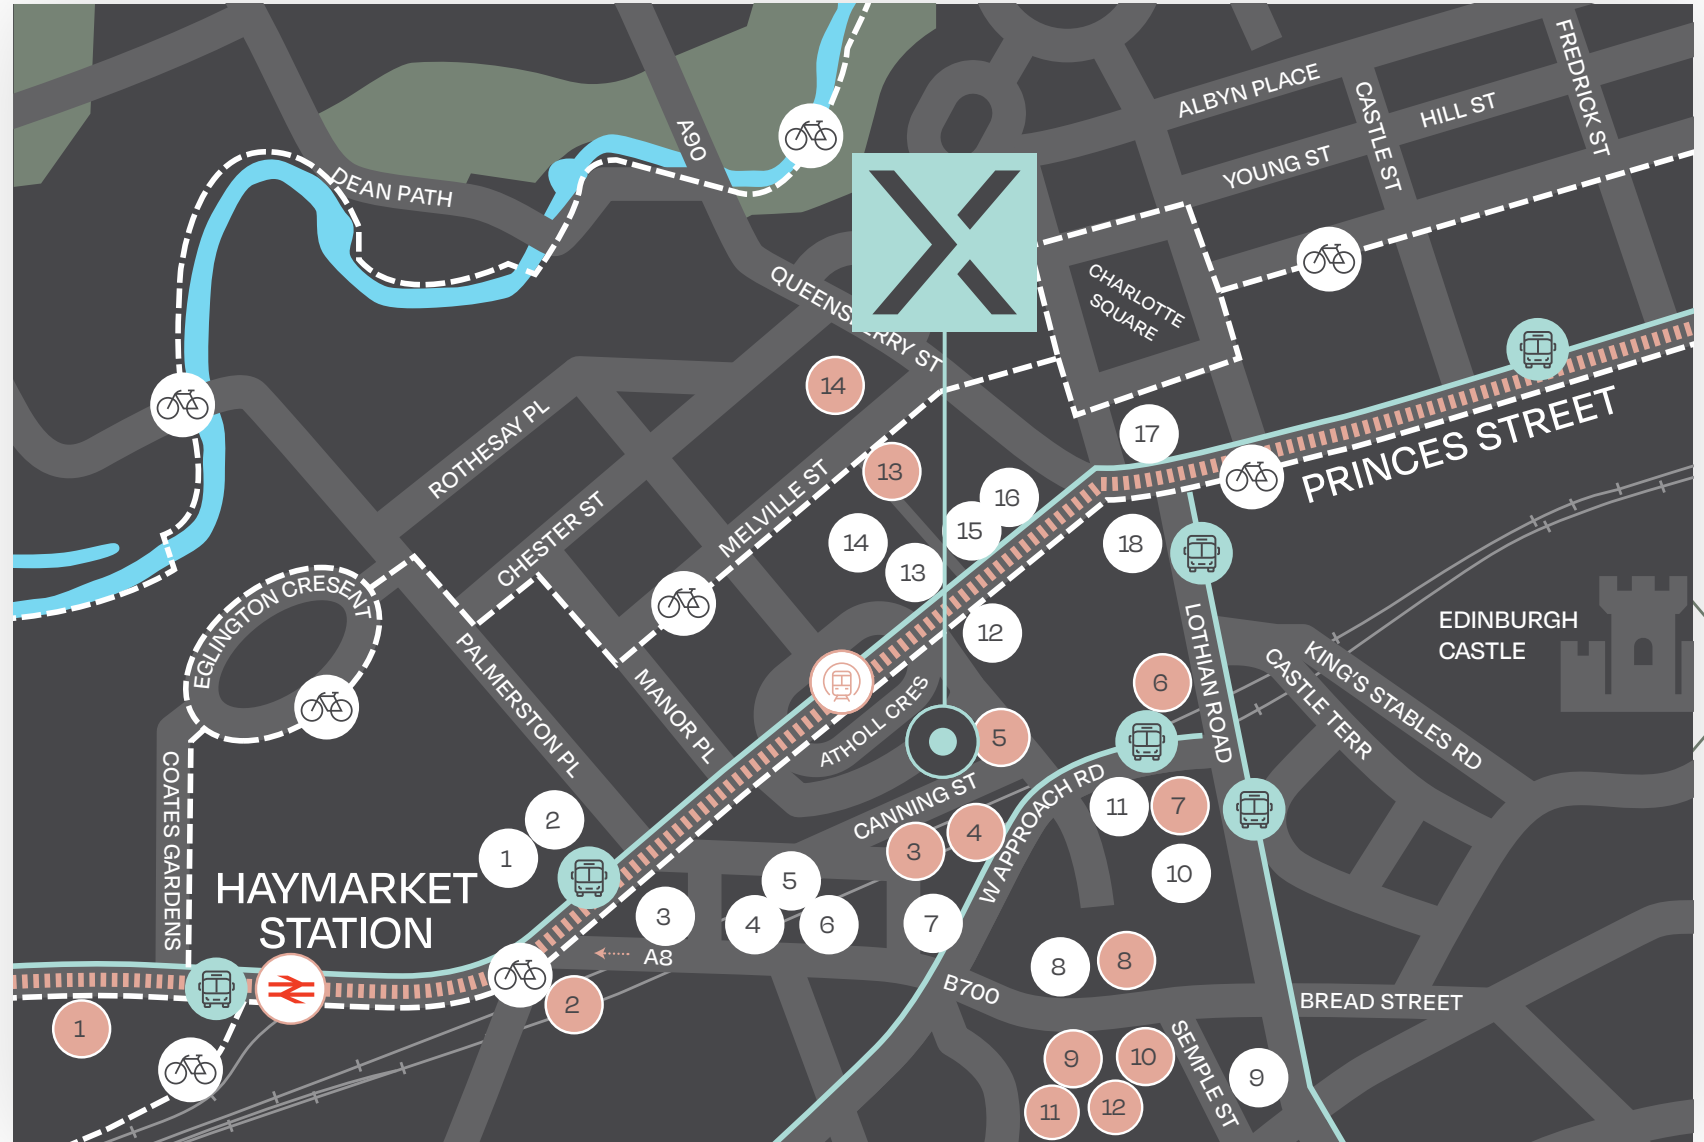 FREDRICK ST
ALBYN PLACE
CASTLE ST
HILL ST
A90
YOUNG ST
DEAN PATH
X
CHARLOTTE
SQUARE
QUEENSBERRY ST
14
PRINCES STREET
ROTHESAY PL
17
13
MELVILLE ST
16
CHESTER ST
15
14
18
13
EGLINGTON CRESENT
12
EDINBURGH
CASTLE
LOTHIAN ROAD
KING'S STABLES RD
CASTLE TERR
PALMERSTON PL
MANOR PL
ATHOLL CRES
6
5
COATES GARDENS
CANNING ST
W APPROACH RD
11
7
2
1
4
3
10
HAYMARKET
STATION
5
3
4
6
7
A8
8
8
B700
BREAD STREET
2
1
SEMPLE ST
9
10
9
11
12